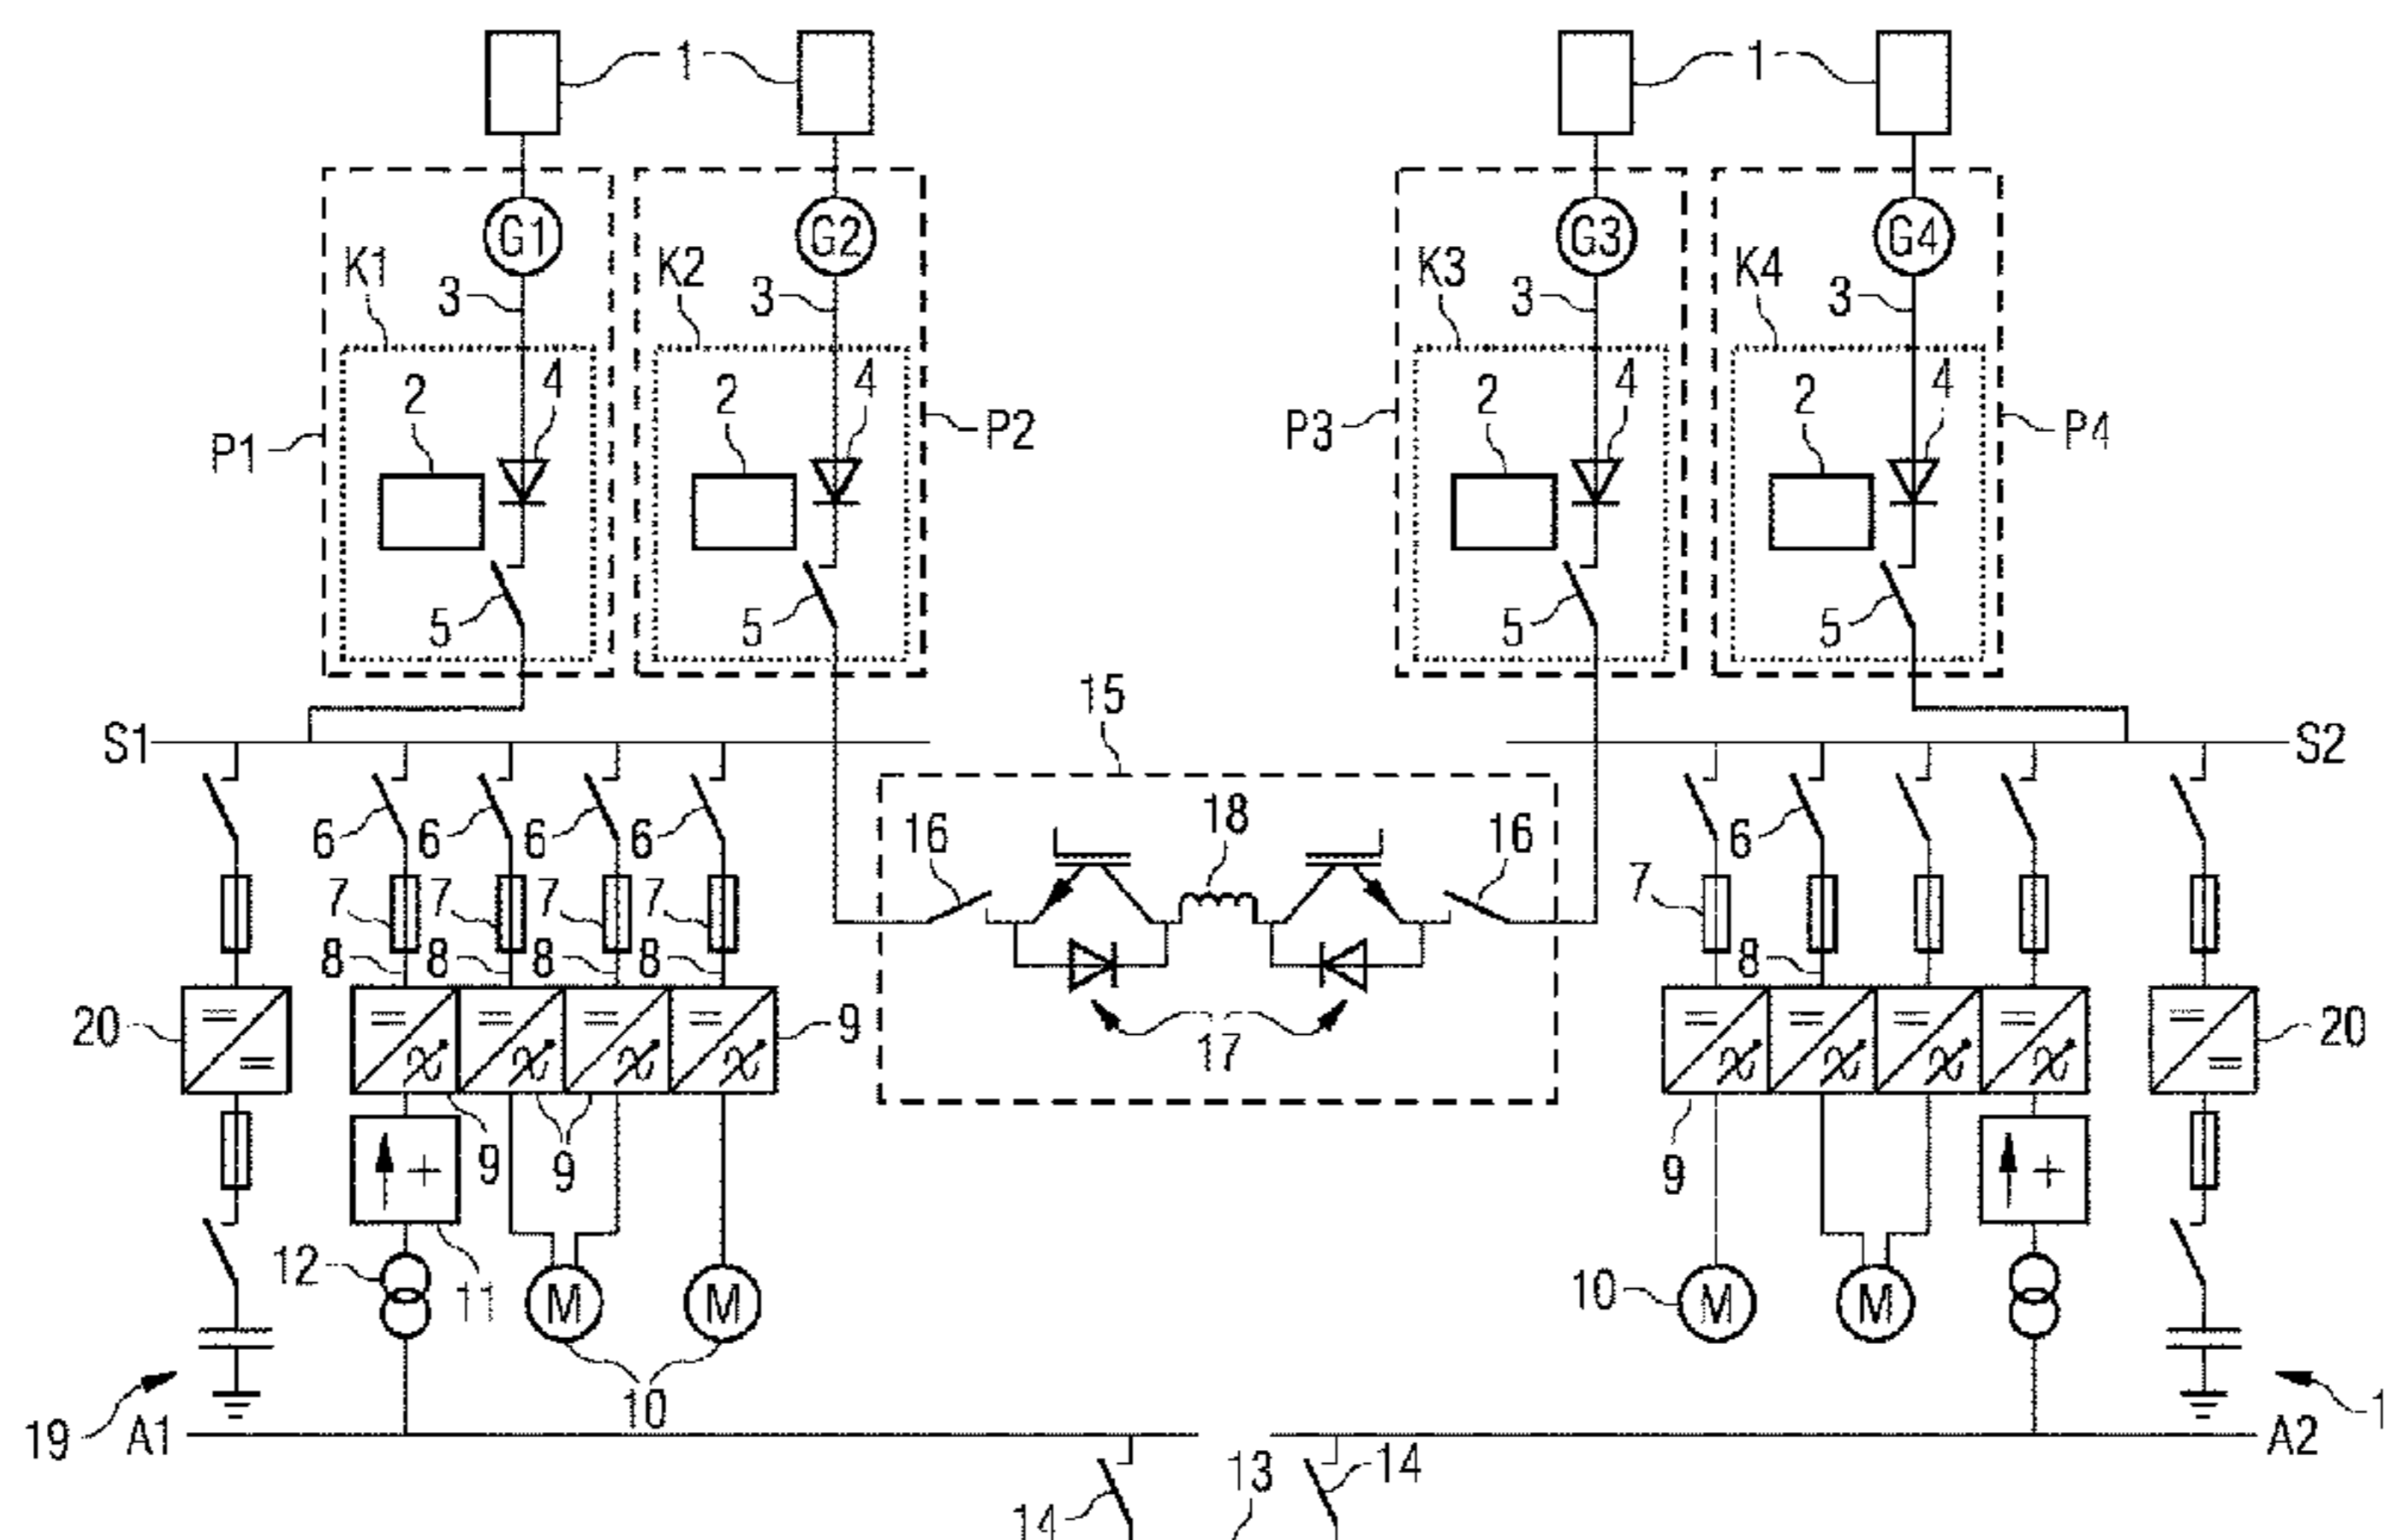 1 1
G1 G2 G3 G4
K1 3 K2 3 K3 3 K4 3
2 4 2 4 2 4 2 4
P1 P2 P3 P4
5 5 5 5
15
S1 S2
6 6 6 6 16 18 16 6
7 7 7 7 7
8 8 8 8 8
20 9 17 20
9 9 9
+ +
12 11 M M 10 M M
10
19 A1 A2 1
14 13 14